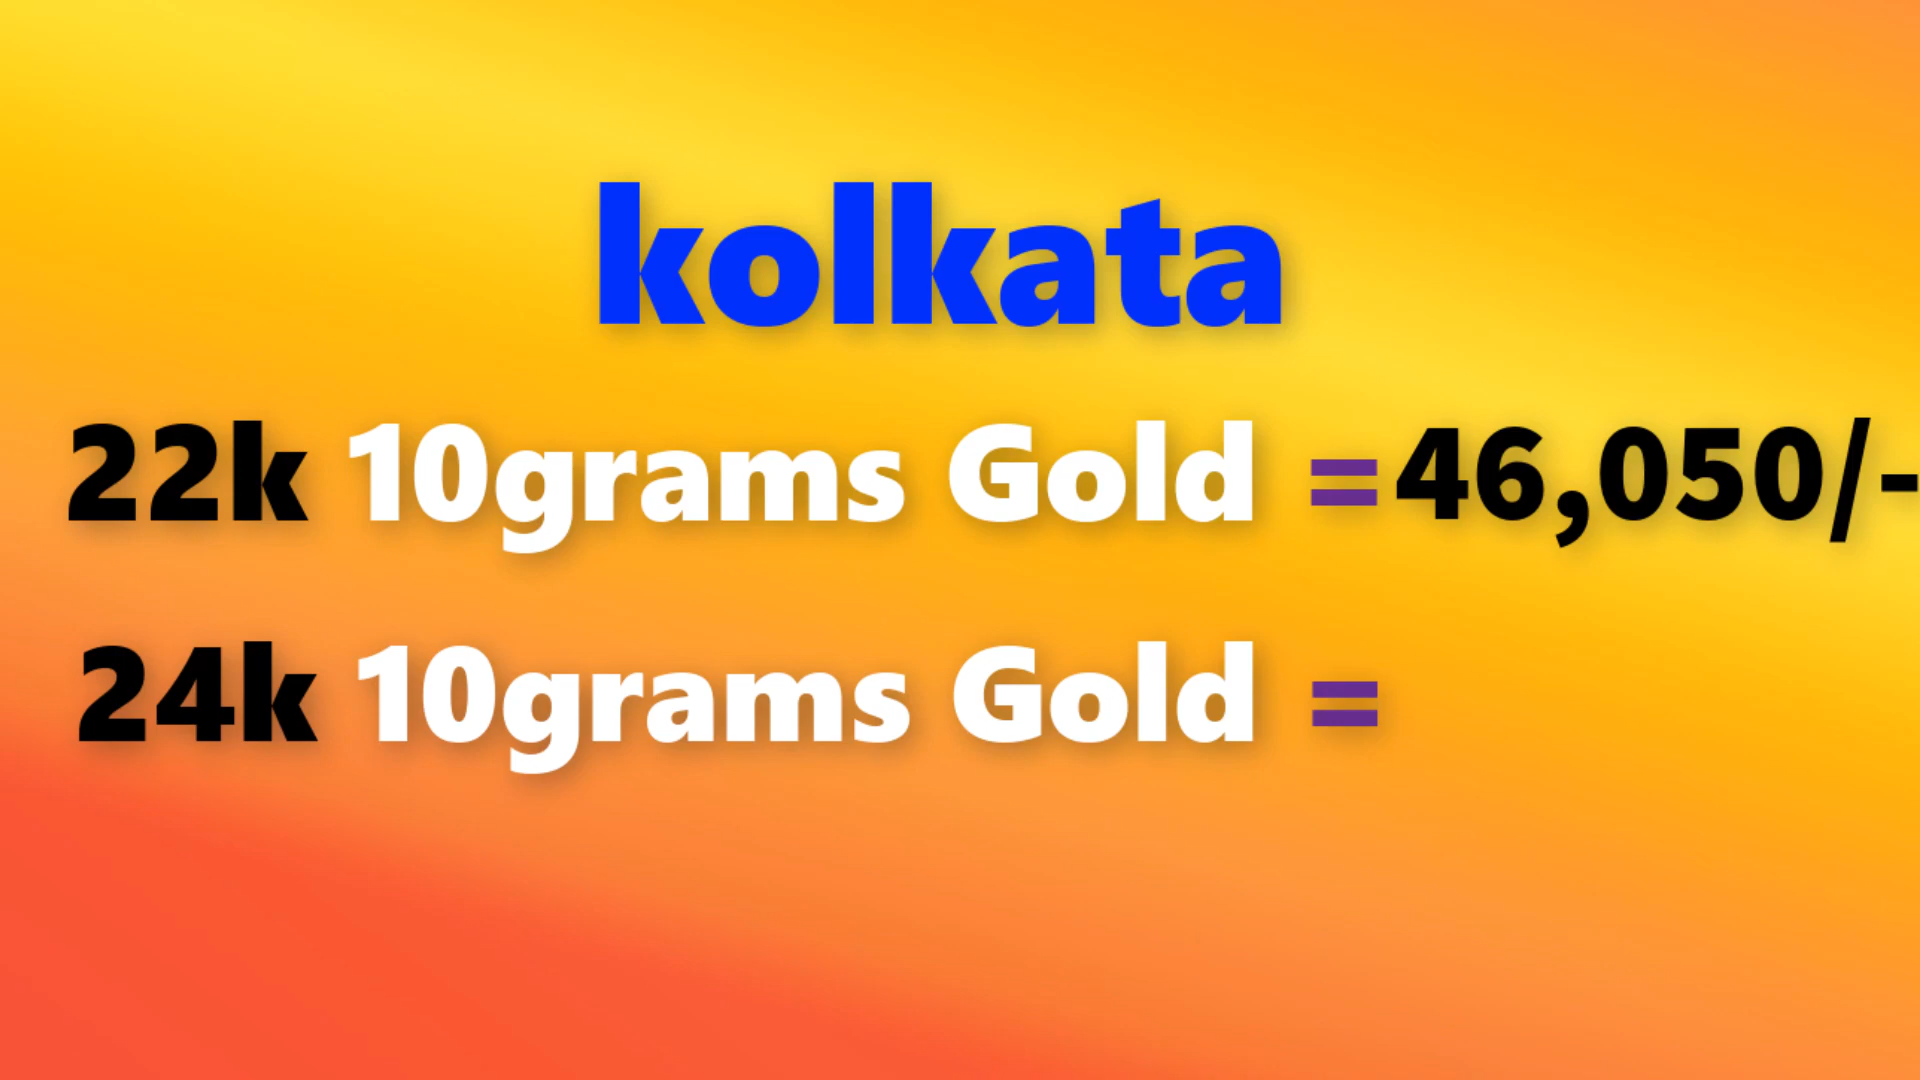 kolkata
22k 10grams Gold =46,050/-
24k 10grams Gold =